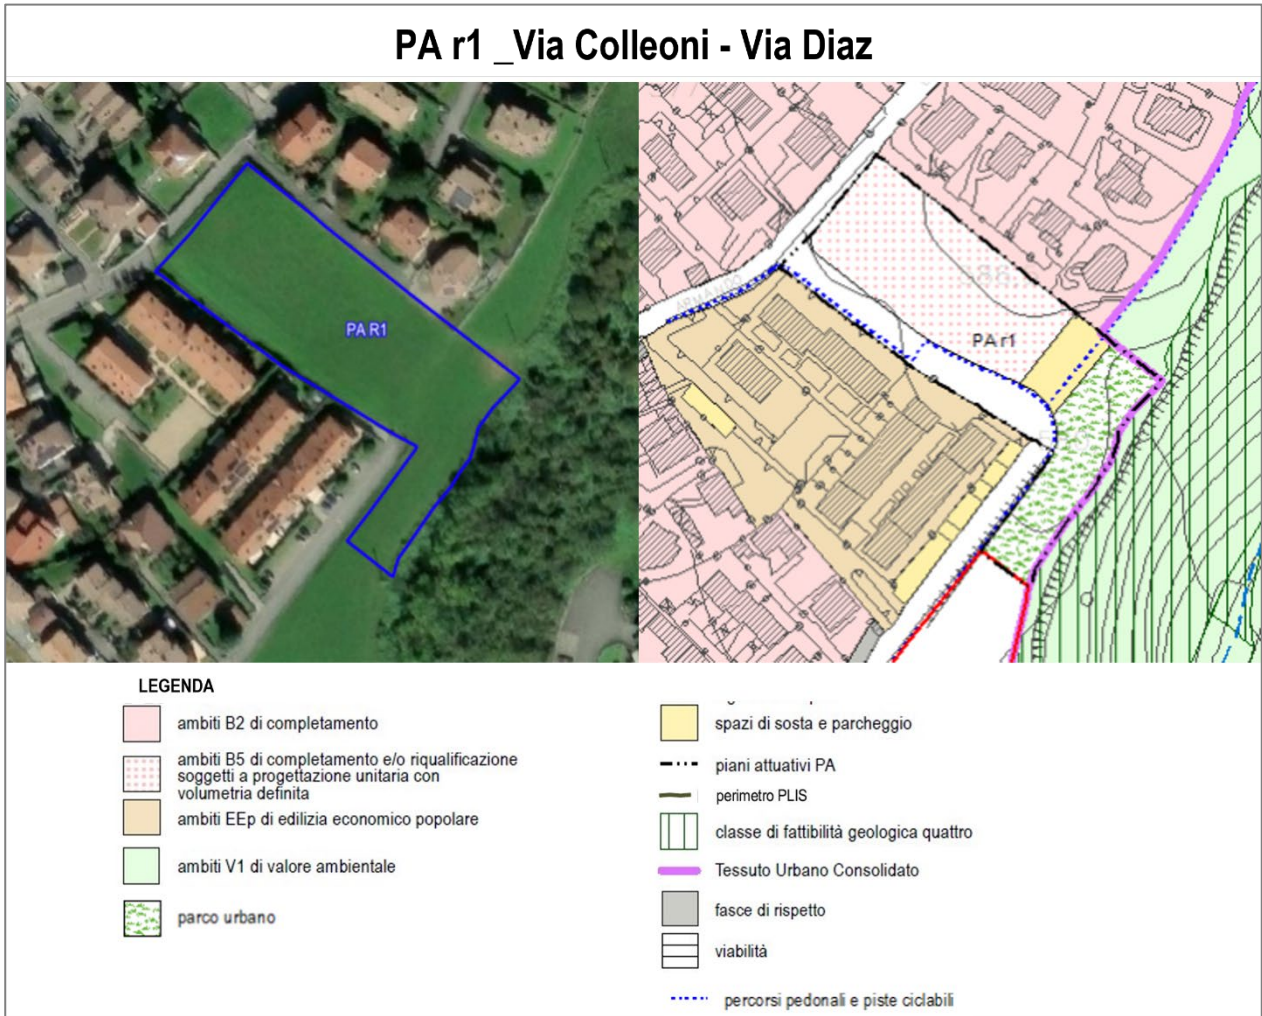 PA r1 _Via Colleoni - Via Diaz
PA R1
ARMANDO
PA r1
LEGENDA
ambiti B2 di completamento
ambiti B5 di completamento e/o riqualificazione
soggetti a progettazione unitaria con
volumetria definita
ambiti EEp di edilizia economico popolare
ambiti V1 di valore ambientale
parco urbano
spazi di sosta e parcheggio
piani attuativi PA
perimetro PLIS
classe di fattibilità geologica quattro
Tessuto Urbano Consolidato
fasce di rispetto
viabilità
percorsi pedonali e piste ciclabili